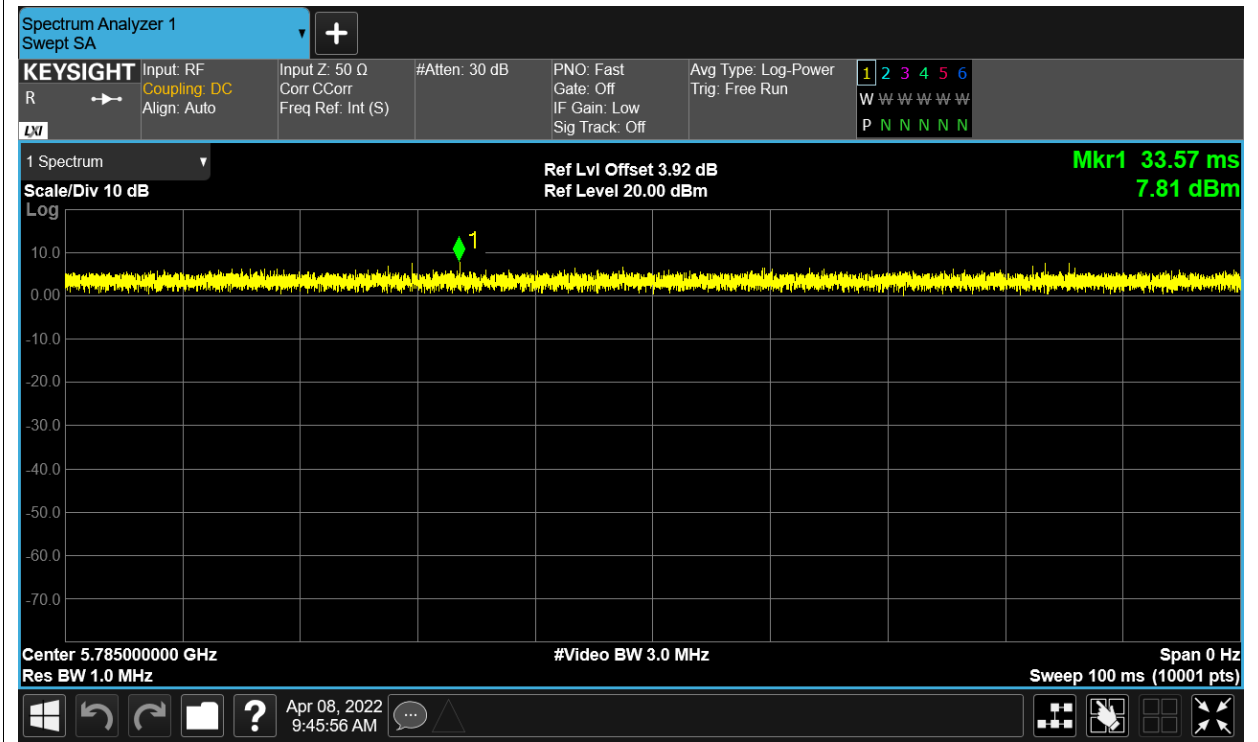 Spectrum Analyzer 1
Swept SA
KEYSIGHT
R
LXI
Input: RF
Coupling: DC
Align: Auto
Input Z: 50 Ω
Corr CCorr
Freq Ref: Int (S)
#Atten: 30 dB
PNO: Fast
Gate: Off
IF Gain: Low
Sig Track: Off
Avg Type: Log-Power
Trig: Free Run
1 2 3 4 5 6
W W W W W W
P N N N N N
1 Spectrum
Scale/Div 10 dB
Log
Ref Lvl Offset 3.92 dB
Ref Level 20.00 dBm
Mkr1 33.57 ms
7.81 dBm
1
10.0
0.00
-10.0
-20.0
-30.0
-40.0
-50.0
-60.0
-70.0
Center 5.785000000 GHz
Res BW 1.0 MHz
#Video BW 3.0 MHz
Span 0 Hz
Sweep 100 ms (10001 pts)
?
Apr 08, 2022
9:45:56 AM